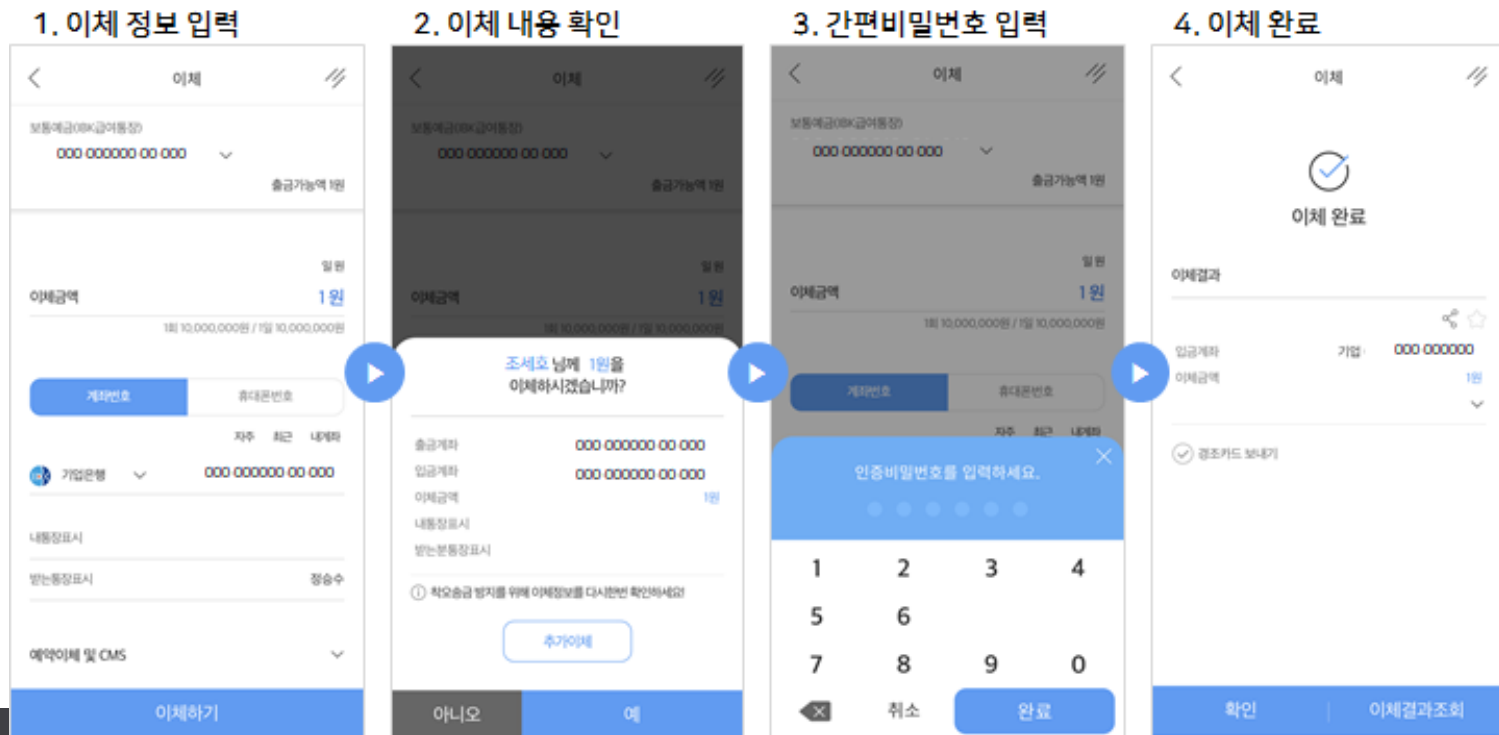 1. 이체 정보 입력
이체
보통예금(IBK급여통장)
000 000000 00 000
출금가능액 1원
일 원
이체금액 1원
1회 10,000,000원 / 1일 10,000,000원
계좌번호 휴대폰번호
자주 최근 내계좌
기업은행 000 000000 00 000
내통장표시
받는통장표시 정승수
예약이체 및 CMS
이체하기
2. 이체 내용 확인
이체
보통예금(IBK급여통장)
000 000000 00 000
출금가능액 1원
일 원
이체금액 1원
1회 10,000,000원 / 1일 10,000,000원
조세호 님께 1원을
이체하시겠습니까?
출금계좌 000 000000 00 000
입금계좌 000 000000 00 000
이체금액 1원
내통장표시
받는분통장표시
착오송금 방지를 위해 이체정보를 다시한번 확인하세요!
추가이체
아니오 예
3. 간편비밀번호 입력
이체
보통예금(IBK급여통장)
000 000000 00 000
출금가능액 1원
일 원
이체금액 1원
1회 10,000,000원 / 1일 10,000,000원
계좌번호 휴대폰번호
자주 최근 내계좌
인증비밀번호를 입력하세요.
1 2 3 4
5 6
7 8 9 0
취소 완료
4. 이체 완료
이체
이체 완료
이체결과
입금계좌 기업 000 000000
이체금액 1원
경조카드 보내기
확인 이체결과조회